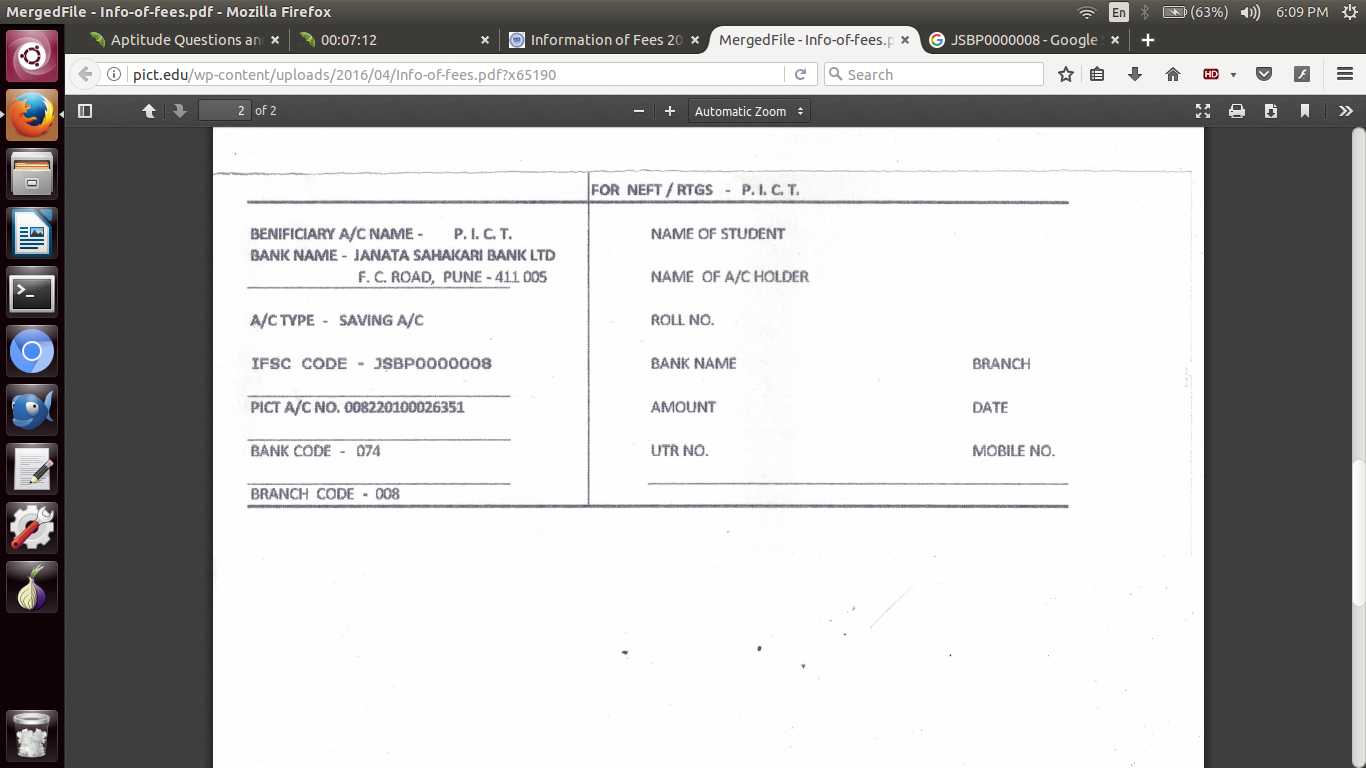 MergedFile - Info-of-fees.pdf - Mozilla Firefox
En
(63%)
6:09 PM
Aptitude Questions an
00:07:12
Information of Fees 20
MergedFile - Info-of-fees.p
JSBP0000008 - Google
pict.edu/wp-content/uploads/2016/04/Info-of-fees.pdf?x65190
Search
HD
2 of 2
Automatic Zoom
FOR NEFT / RTGS - P. I. C. T.
BENIFICIARY A/C NAME - P. I. C. T.
BANK NAME - JANATA SAHAKARI BANK LTD
F. C. ROAD, PUNE - 411 005
A/C TYPE - SAVING A/C
IFSC CODE - JSBP0000008
PICT A/C NO. 008220100026351
BANK CODE - 074
BRANCH CODE - 008
NAME OF STUDENT
NAME OF A/C HOLDER
ROLL NO.
BANK NAME BRANCH
AMOUNT DATE
UTR NO. MOBILE NO.